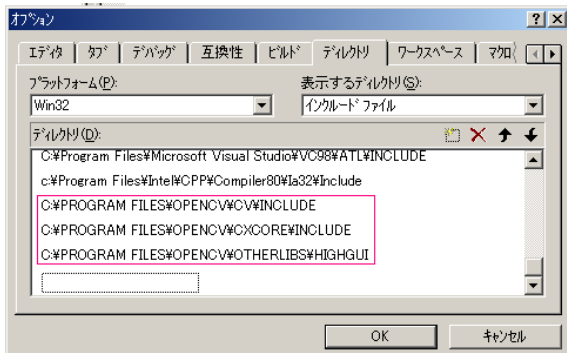 オプション
エディタ タブ デバッグ 互換性 ビルド ディレクトリ ワークスペース マクロ
プラットフォーム(P): 表示するディレクトリ(S):
Win32 インクルード ファイル
ディレクトリ(D):
C:¥Program Files¥Microsoft Visual Studio¥VC98¥ATL¥INCLUDE
c:¥Program Files¥Intel¥CPP¥Compiler80¥Ia32¥Include
C:¥PROGRAM FILES¥OPENCV¥CV¥INCLUDE
C:¥PROGRAM FILES¥OPENCV¥CXCORE¥INCLUDE
C:¥PROGRAM FILES¥OPENCV¥OTHERLIBS¥HIGHGUI
OK キャンセル